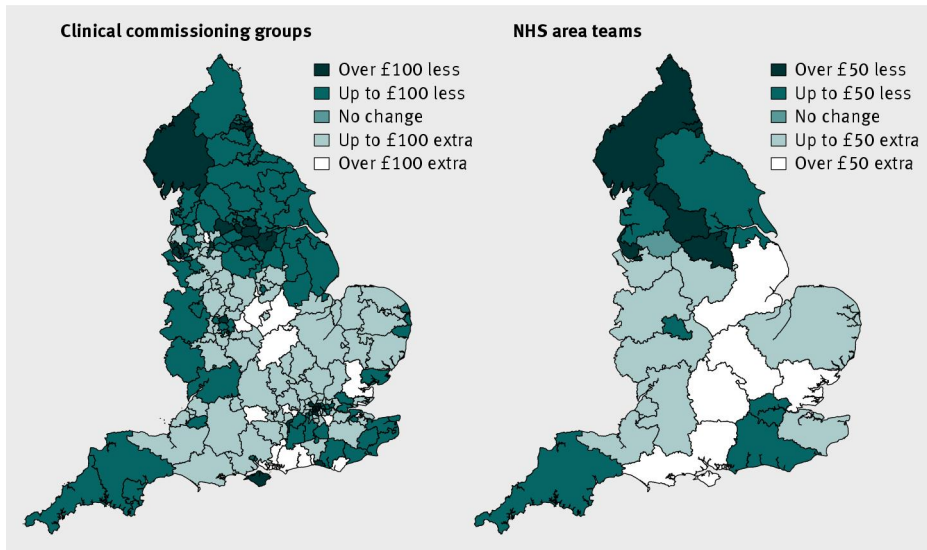 Clinical commissioning groups
Over £100 less
Up to £100 less
No change
Up to £100 extra
Over £100 extra
NHS area teams
Over £50 less
Up to £50 less
No change
Up to £50 extra
Over £50 extra